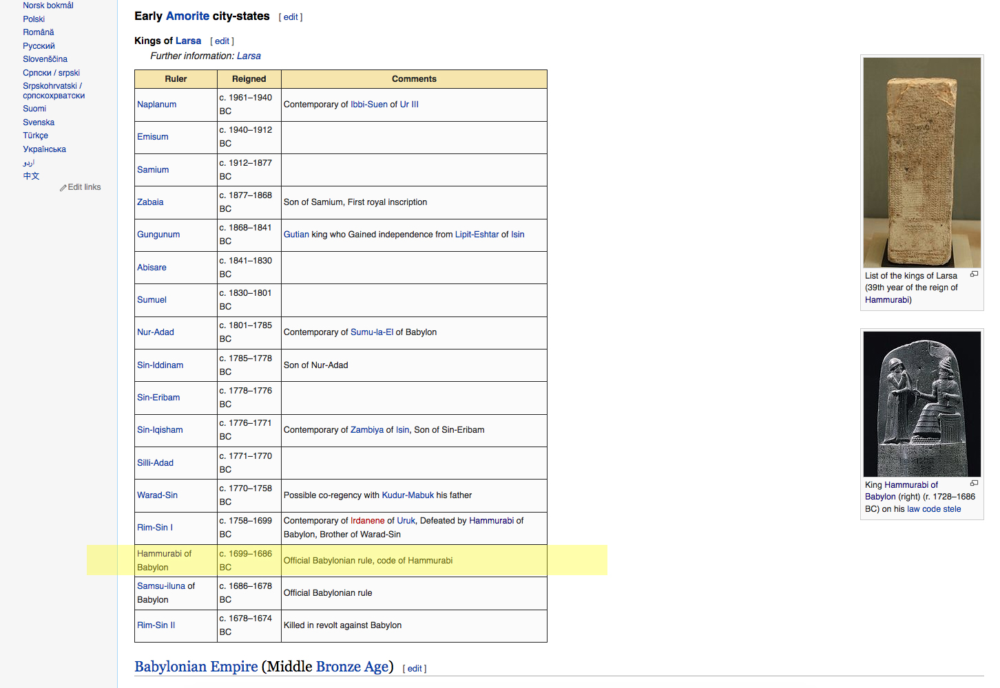 Norsk bokmål
Polski
Română
Русский
Slovenščina
Српски / srpski
Srpskohrvatski /
српскохрватски
Suomi
Svenska
Türkçe
Українська
اردو
中文
Edit links
Early Amorite city-states [ edit ]
Kings of Larsa [ edit ]
Further information: Larsa
Ruler Reigned Comments
Naplanum c. 1961–1940 BC Contemporary of Ibbi-Suen of Ur III
Emisum c. 1940–1912 BC
Samium c. 1912–1877 BC
Zabaia c. 1877–1868 BC Son of Samium, First royal inscription
Gungunum c. 1868–1841 BC Gutian king who Gained independence from Lipit-Eshtar of Isin
Abisare c. 1841–1830 BC
Sumuel c. 1830–1801 BC
Nur-Adad c. 1801–1785 BC Contemporary of Sumu-la-El of Babylon
Sin-Iddinam c. 1785–1778 BC Son of Nur-Adad
Sin-Eribam c. 1778–1776 BC
Sin-Iqisham c. 1776–1771 BC Contemporary of Zambiya of Isin, Son of Sin-Eribam
Silli-Adad c. 1771–1770 BC
Warad-Sin c. 1770–1758 BC Possible co-regency with Kudur-Mabuk his father
Rim-Sin I c. 1758–1699 BC Contemporary of Irdanene of Uruk, Defeated by Hammurabi of Babylon, Brother of Warad-Sin
Hammurabi of Babylon c. 1699–1686 BC Official Babylonian rule, code of Hammurabi
Samsu-iluna of Babylon c. 1686–1678 BC Official Babylonian rule
Rim-Sin II c. 1678–1674 BC Killed in revolt against Babylon
Babylonian Empire (Middle Bronze Age) [ edit ]
List of the kings of Larsa
(39th year of the reign of
Hammurabi)
King Hammurabi of
Babylon (right) (r. 1728–1686
BC) on his law code stele